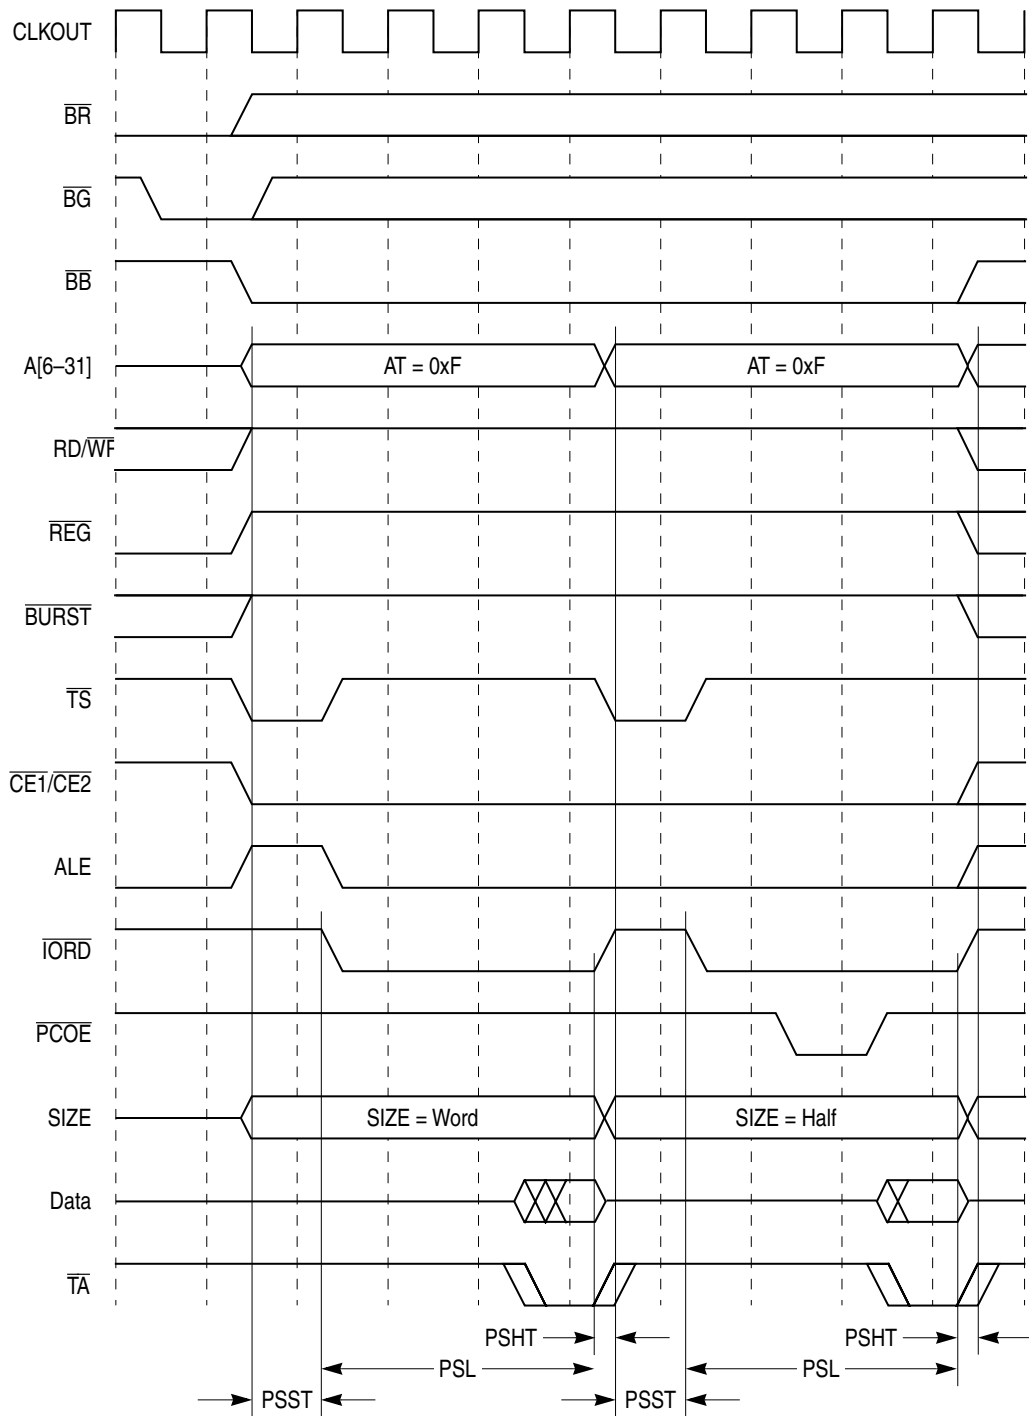 CLKOUT
BR
BG
BB
A[6–31] AT = 0xF AT = 0xF
RD/WF
REG
BURST
TS
CE1/CE2
ALE
IORD
PCOE
SIZE SIZE = Word SIZE = Half
Data
TA
PSHT PSHT
PSL PSL
PSST PSST